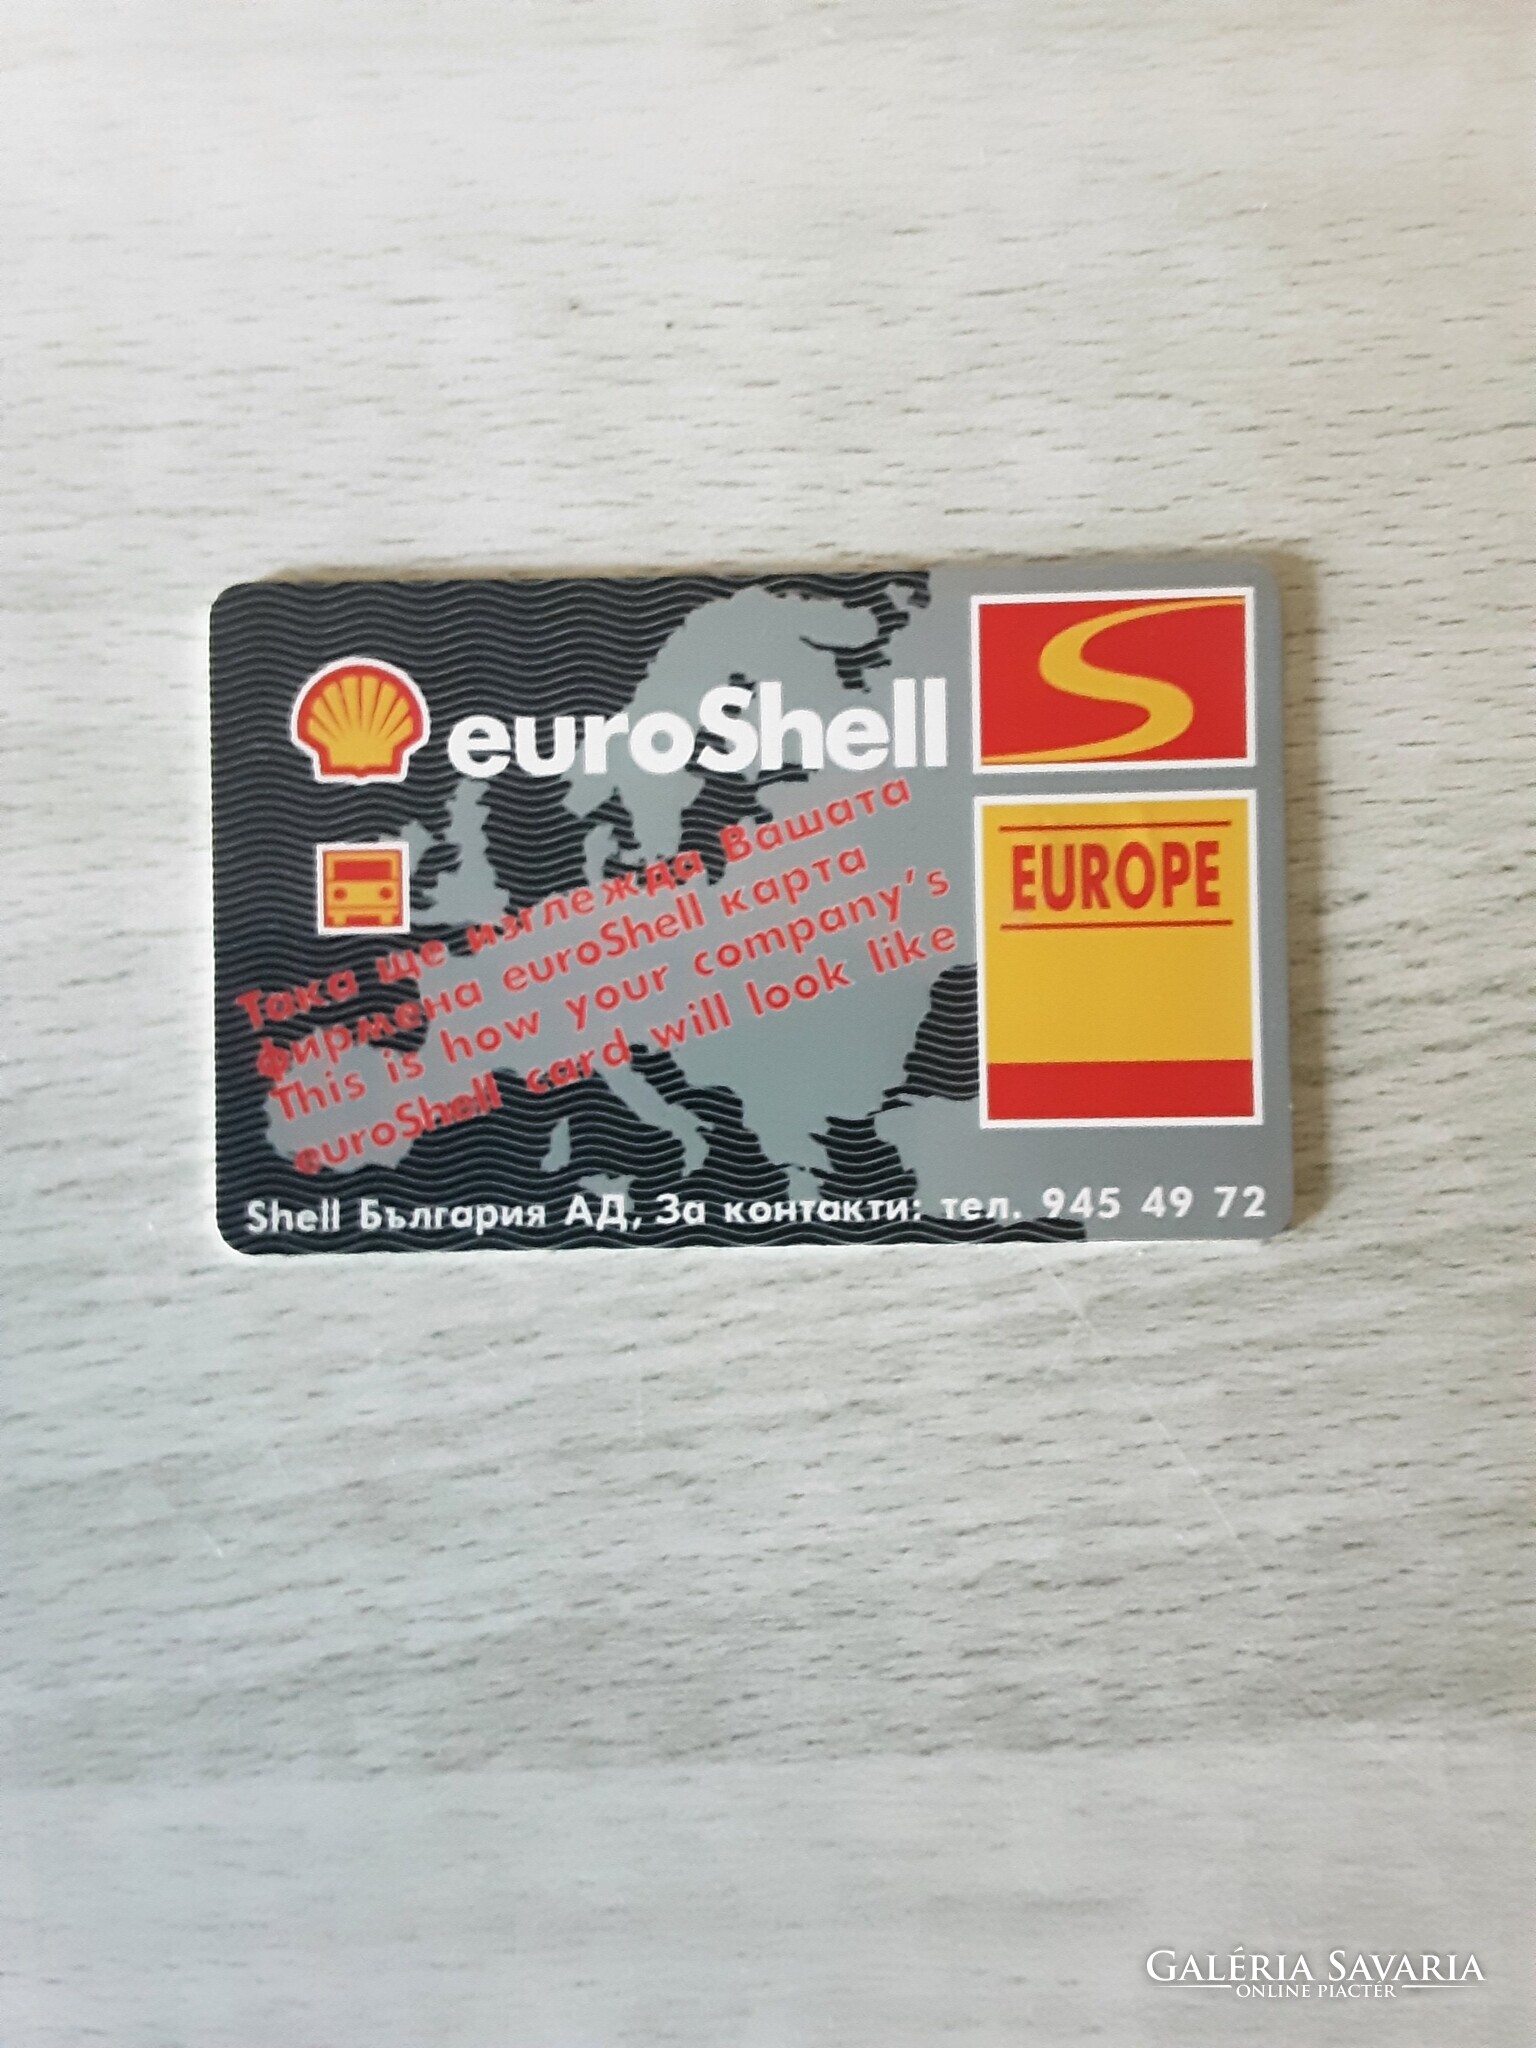 euroShell
EUROPE
Така ще изглежда Вашата
фирмена euroShell карта
This is how your company's
euroShell card will look like
Shell България АД, За контакти: тел. 945 49 72
GALÉRIA SAVARIA
ONLINE PIACTÉR